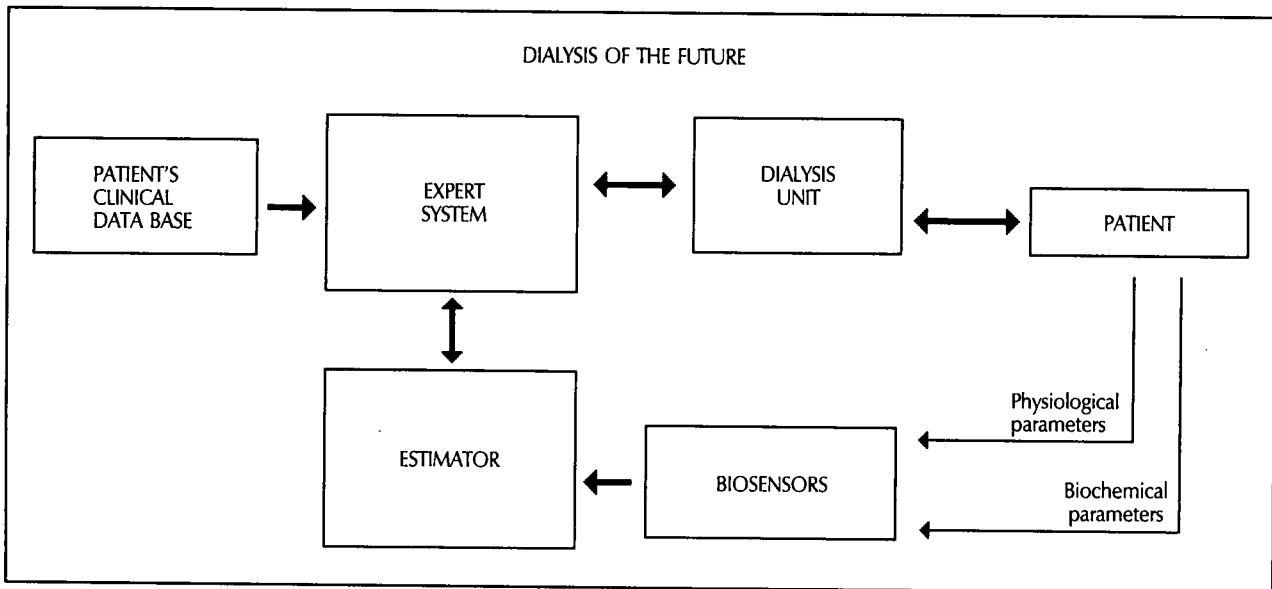 DIALYSIS OF THE FUTURE
PATIENT'S
CLINICAL
DATA BASE
EXPERT
SYSTEM
DIALYSIS
UNIT
PATIENT
Physiological
parameters
ESTIMATOR
BIOSENSORS
Biochemical
parameters